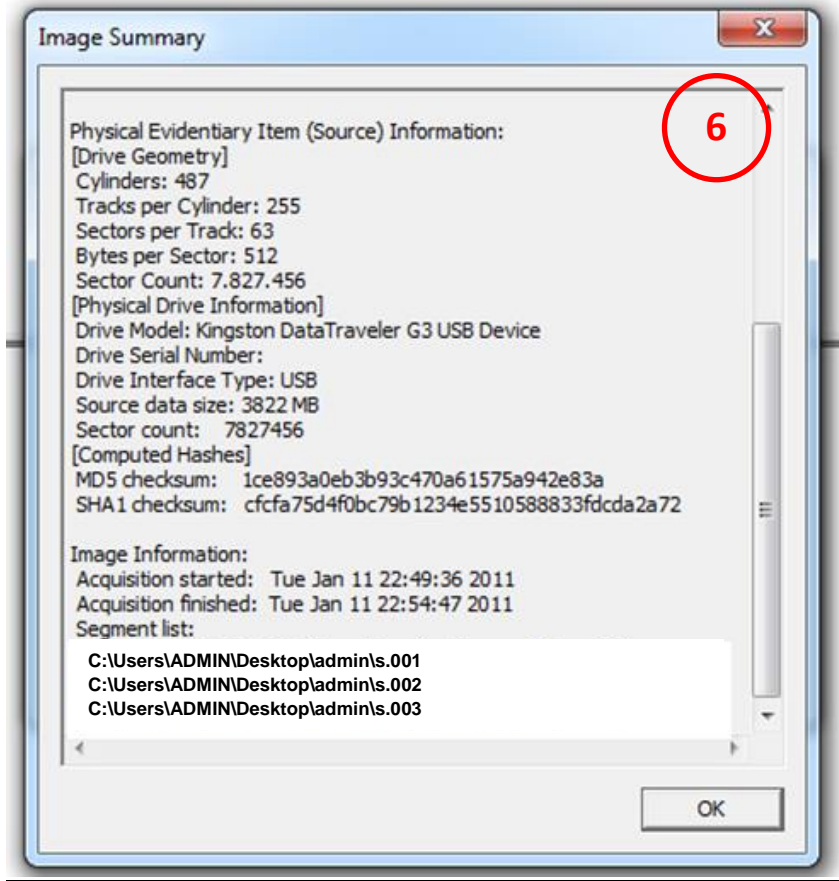 Image Summary
6
Physical Evidentiary Item (Source) Information:
[Drive Geometry]
Cylinders: 487
Tracks per Cylinder: 255
Sectors per Track: 63
Bytes per Sector: 512
Sector Count: 7.827.456
[Physical Drive Information]
Drive Model: Kingston DataTraveler G3 USB Device
Drive Serial Number:
Drive Interface Type: USB
Source data size: 3822 MB
Sector count: 7827456
[Computed Hashes]
MD5 checksum: 1ce893a0eb3b93c470a61575a942e83a
SHA1 checksum: cfcfa75d4f0bc79b1234e5510588833fdcda2a72
Image Information:
Acquisition started: Tue Jan 11 22:49:36 2011
Acquisition finished: Tue Jan 11 22:54:47 2011
Segment list:
C:\Users\ADMIN\Desktop\admin\s.001
C:\Users\ADMIN\Desktop\admin\s.002
C:\Users\ADMIN\Desktop\admin\s.003
OK